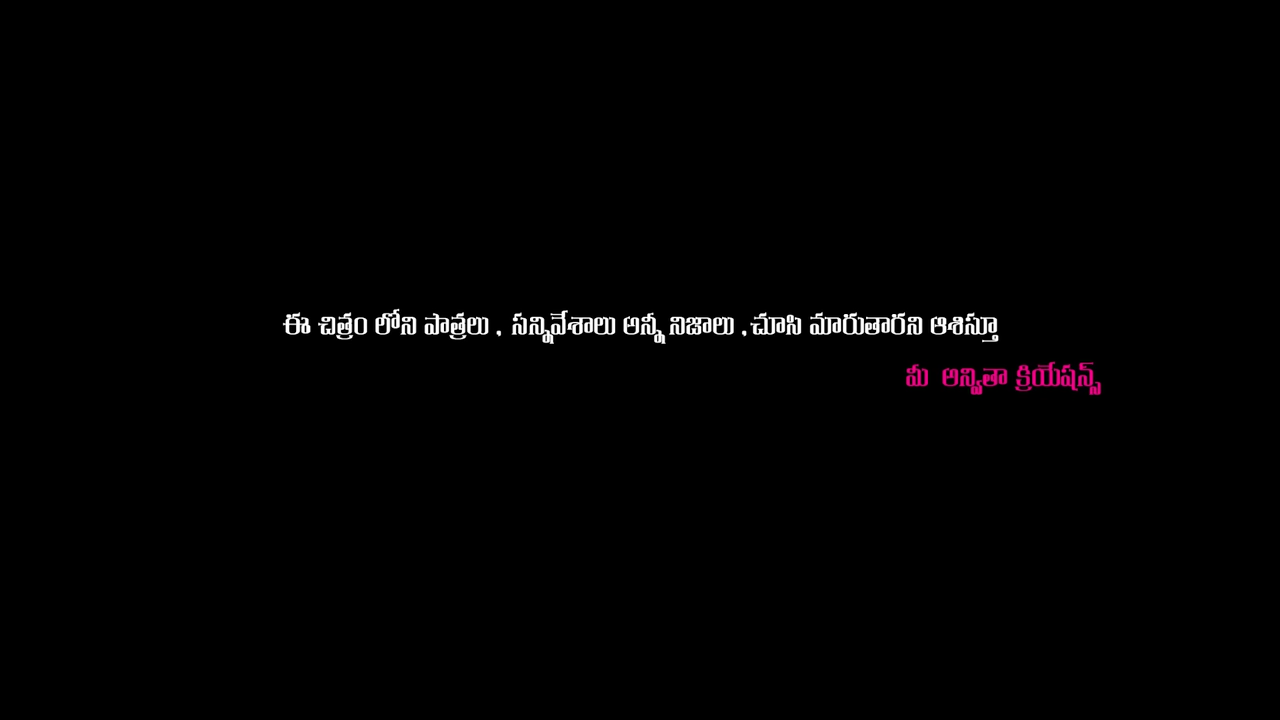 ఈ చిత్రం లోని పాత్రలు , సన్నివేశాలు అన్నీ నిజాలు ,చూసి మారుతారని ఆశిస్తూ
మీ అన్వితా క్రియేషన్స్